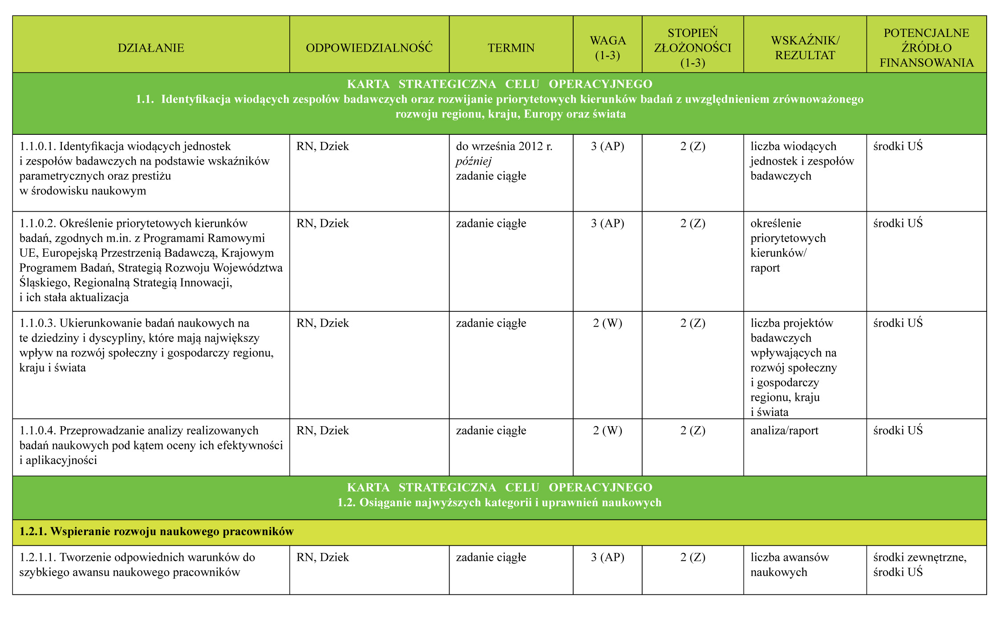 DZIAŁANIE
ODPOWIEDZIALNOŚĆ
TERMIN
WAGA
(1-3)
STOPIEŃ
ZŁOŻONOŚCI
(1-3)
WSKAŹNIK/
REZULTAT
POTENCJALNE
ŹRÓDŁO
FINANSOWANIA
KARTA STRATEGICZNA CELU OPERACYJNEGO
1.1. Identyfikacja wiodących zespołów badawczych oraz rozwijanie priorytetowych kierunków badań z uwzględnieniem zrównoważonego
rozwoju regionu, kraju, Europy oraz świata
1.1.0.1. Identyfikacja wiodących jednostek
i zespołów badawczych na podstawie wskaźników
parametrycznych oraz prestiżu
w środowisku naukowym
RN, Dziek
do września 2012 r.
później
zadanie ciągłe
3 (AP)
2 (Z)
liczba wiodących
jednostek i zespołów
badawczych
środki UŚ
1.1.0.2. Określenie priorytetowych kierunków
badań, zgodnych m.in. z Programami Ramowymi
UE, Europejską Przestrzenią Badawczą, Krajowym
Programem Badań, Strategią Rozwoju Województwa
Śląskiego, Regionalną Strategią Innowacji,
i ich stała aktualizacja
RN, Dziek
zadanie ciągłe
3 (AP)
2 (Z)
określenie
priorytetowych
kierunków/
raport
środki UŚ
1.1.0.3. Ukierunkowanie badań naukowych na
te dziedziny i dyscypliny, które mają największy
wpływ na rozwój społeczny i gospodarczy regionu,
kraju i świata
RN, Dziek
zadanie ciągłe
2 (W)
2 (Z)
liczba projektów
badawczych
wpływających na
rozwój społeczny
i gospodarczy
regionu, kraju
i świata
środki UŚ
1.1.0.4. Przeprowadzanie analizy realizowanych
badań naukowych pod kątem oceny ich efektywności
i aplikacyjności
RN, Dziek
zadanie ciągłe
2 (W)
2 (Z)
analiza/raport
środki UŚ
KARTA STRATEGICZNA CELU OPERACYJNEGO
1.2. Osiąganie najwyższych kategorii i uprawnień naukowych
1.2.1. Wspieranie rozwoju naukowego pracowników
1.2.1.1. Tworzenie odpowiednich warunków do
szybkiego awansu naukowego pracowników
RN, Dziek
zadanie ciągłe
3 (AP)
2 (Z)
liczba awansów
naukowych
środki zewnętrzne,
środki UŚ